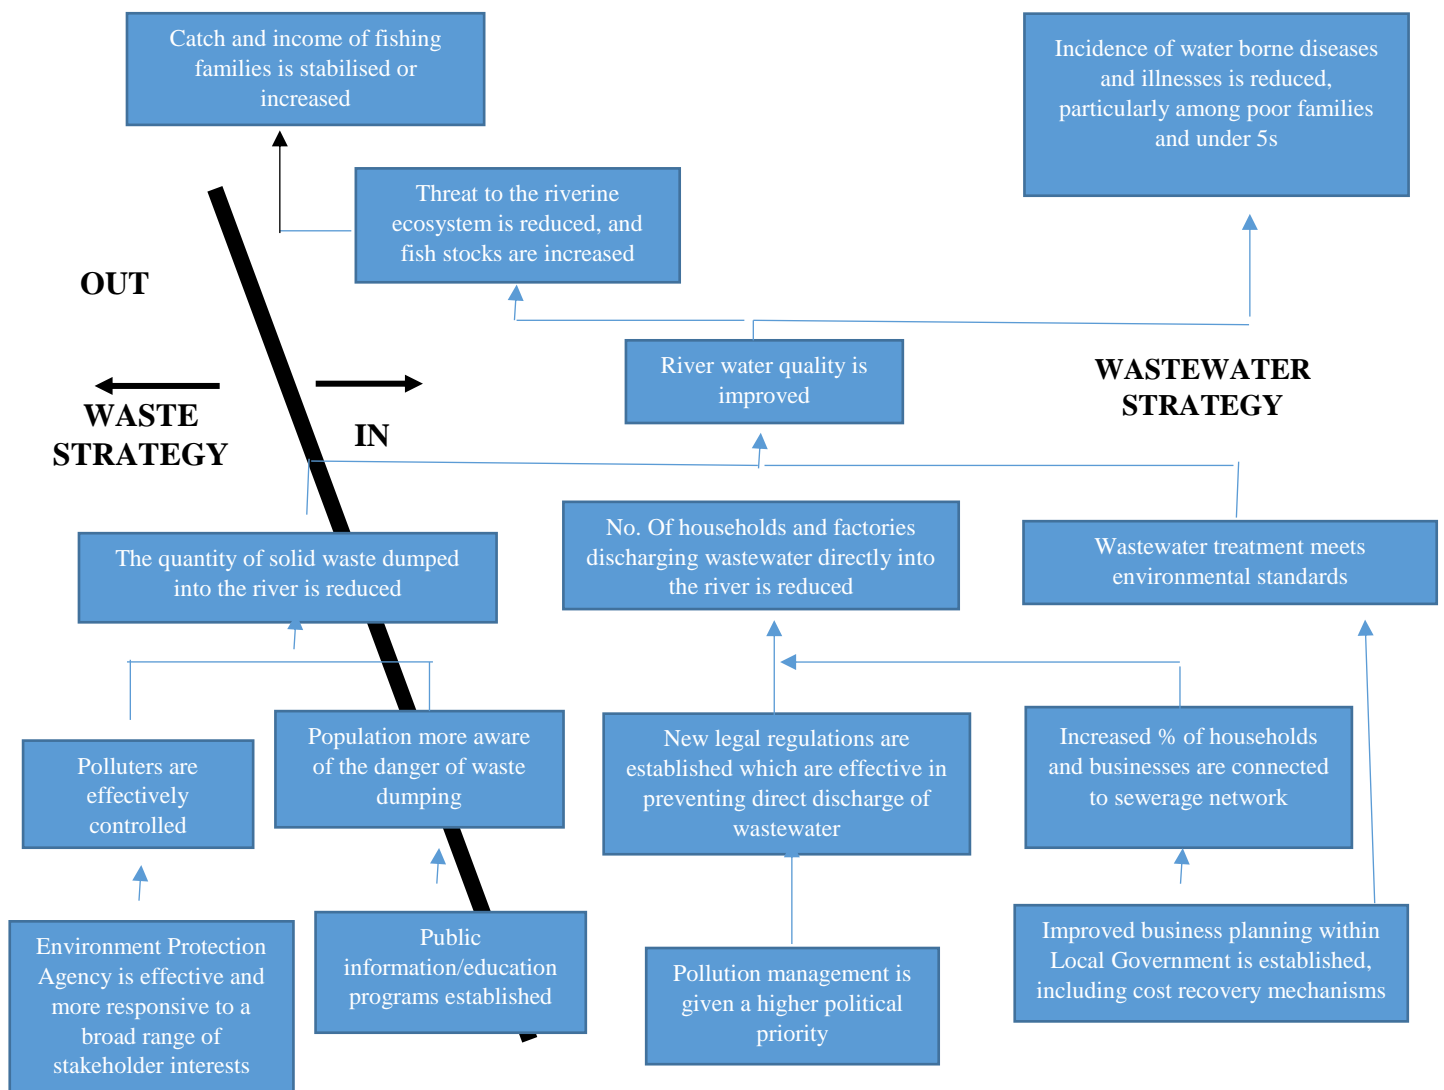 Catch and income of fishing
families is stabilised or
increased
Incidence of water borne diseases
and illnesses is reduced,
particularly among poor families
and under 5s
Threat to the riverine
ecosystem is reduced, and
fish stocks are increased
OUT
River water quality is
improved
WASTEWATER
STRATEGY
WASTE
STRATEGY
IN
No. Of households and factories
discharging wastewater directly into
the river is reduced
The quantity of solid waste dumped
into the river is reduced
Wastewater treatment meets
environmental standards
Polluters are
effectively
controlled
Population more aware
of the danger of waste
dumping
New legal regulations are
established which are effective in
preventing direct discharge of
wastewater
Increased % of households
and businesses are connected
to sewerage network
Environment Protection
Agency is effective and
more responsive to a
broad range of
stakeholder interests
Public
information/education
programs established
Pollution management is
given a higher political
priority
Improved business planning within
Local Government is established,
including cost recovery mechanisms